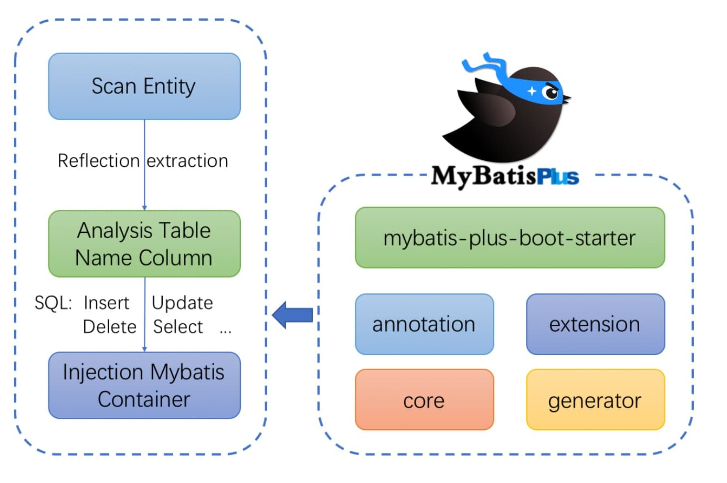 Scan Entity
Reflection extraction
Analysis Table
Name Column
SQL: Insert Update
Delete Select ...
Injection Mybatis
Container
MyBatisPlus
mybatis-plus-boot-starter
annotation
extension
core
generator